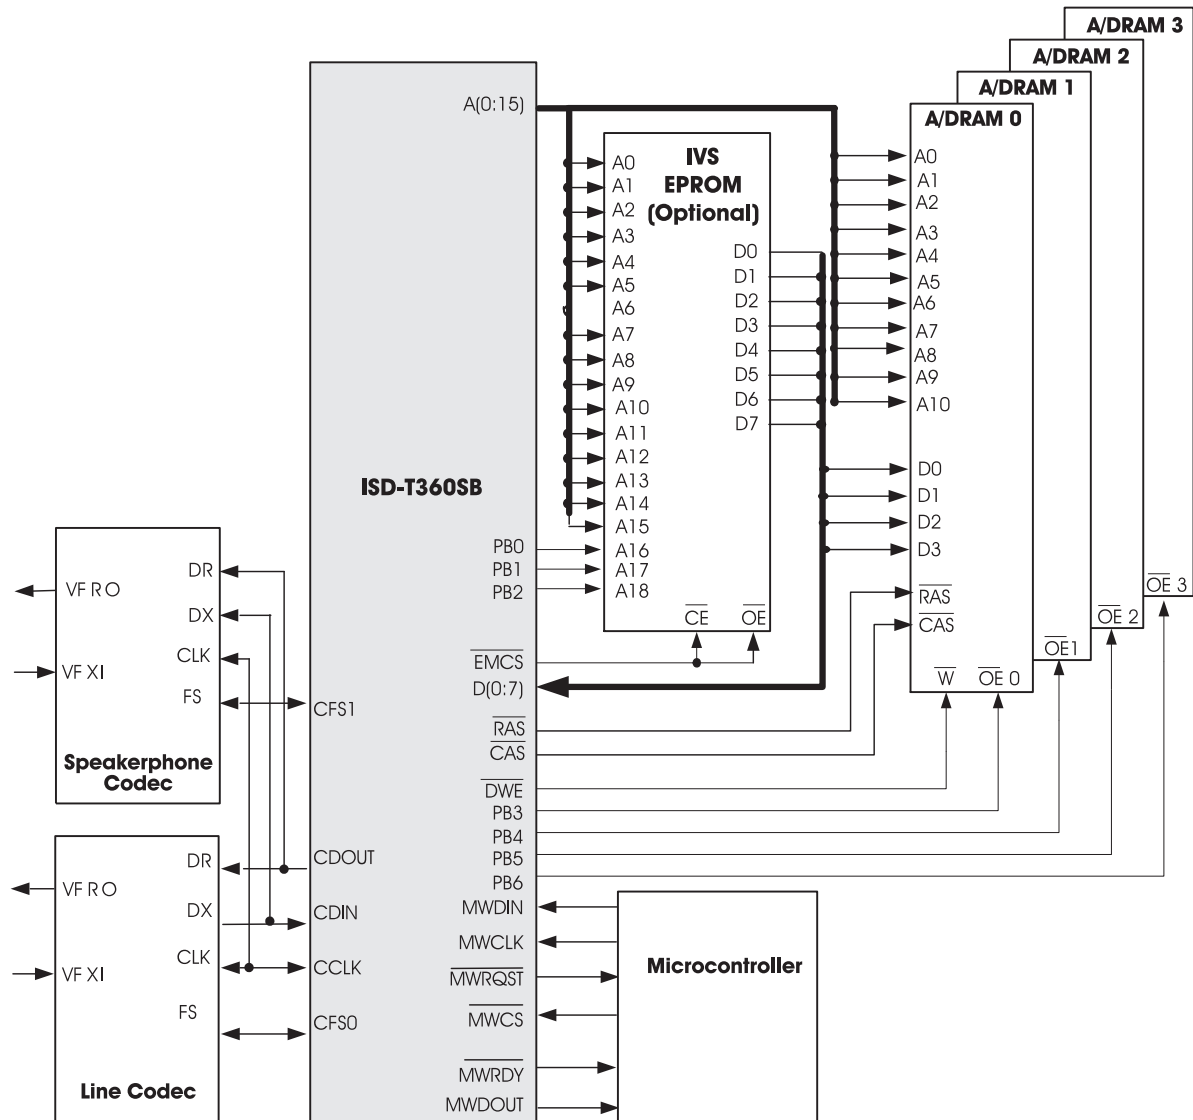 A/DRAM 3
A/DRAM 2
A/DRAM 1
A/DRAM 0
A(0:15)
ISD-T360SB
IVS
EPROM
(Optional)
A0
A1
A2
A3
A4
A5
A6
A7
A8
A9
A10
A11
A12
A13
A14
A15
A16
A17
A18
D0
D1
D2
D3
D4
D5
D6
D7
CE
OE
A0
A1
A2
A3
A4
A5
A6
A7
A8
A9
A10
D0
D1
D2
D3
RAS
CAS
W
OE 0
OE1
OE 2
OE 3
PB0
PB1
PB2
EMCS
D(0:7)
RAS
CAS
DWE
PB3
PB4
PB5
PB6
MWDIN
MWCLK
MWRQST
MWCS
MWRDY
MWDOUT
Microcontroller
CFS1
CDOUT
CDIN
CCLK
CFS0
VF RO
VF XI
DR
DX
CLK
FS
Speakerphone
Codec
VF RO
VF XI
DR
DX
CLK
FS
Line Codec